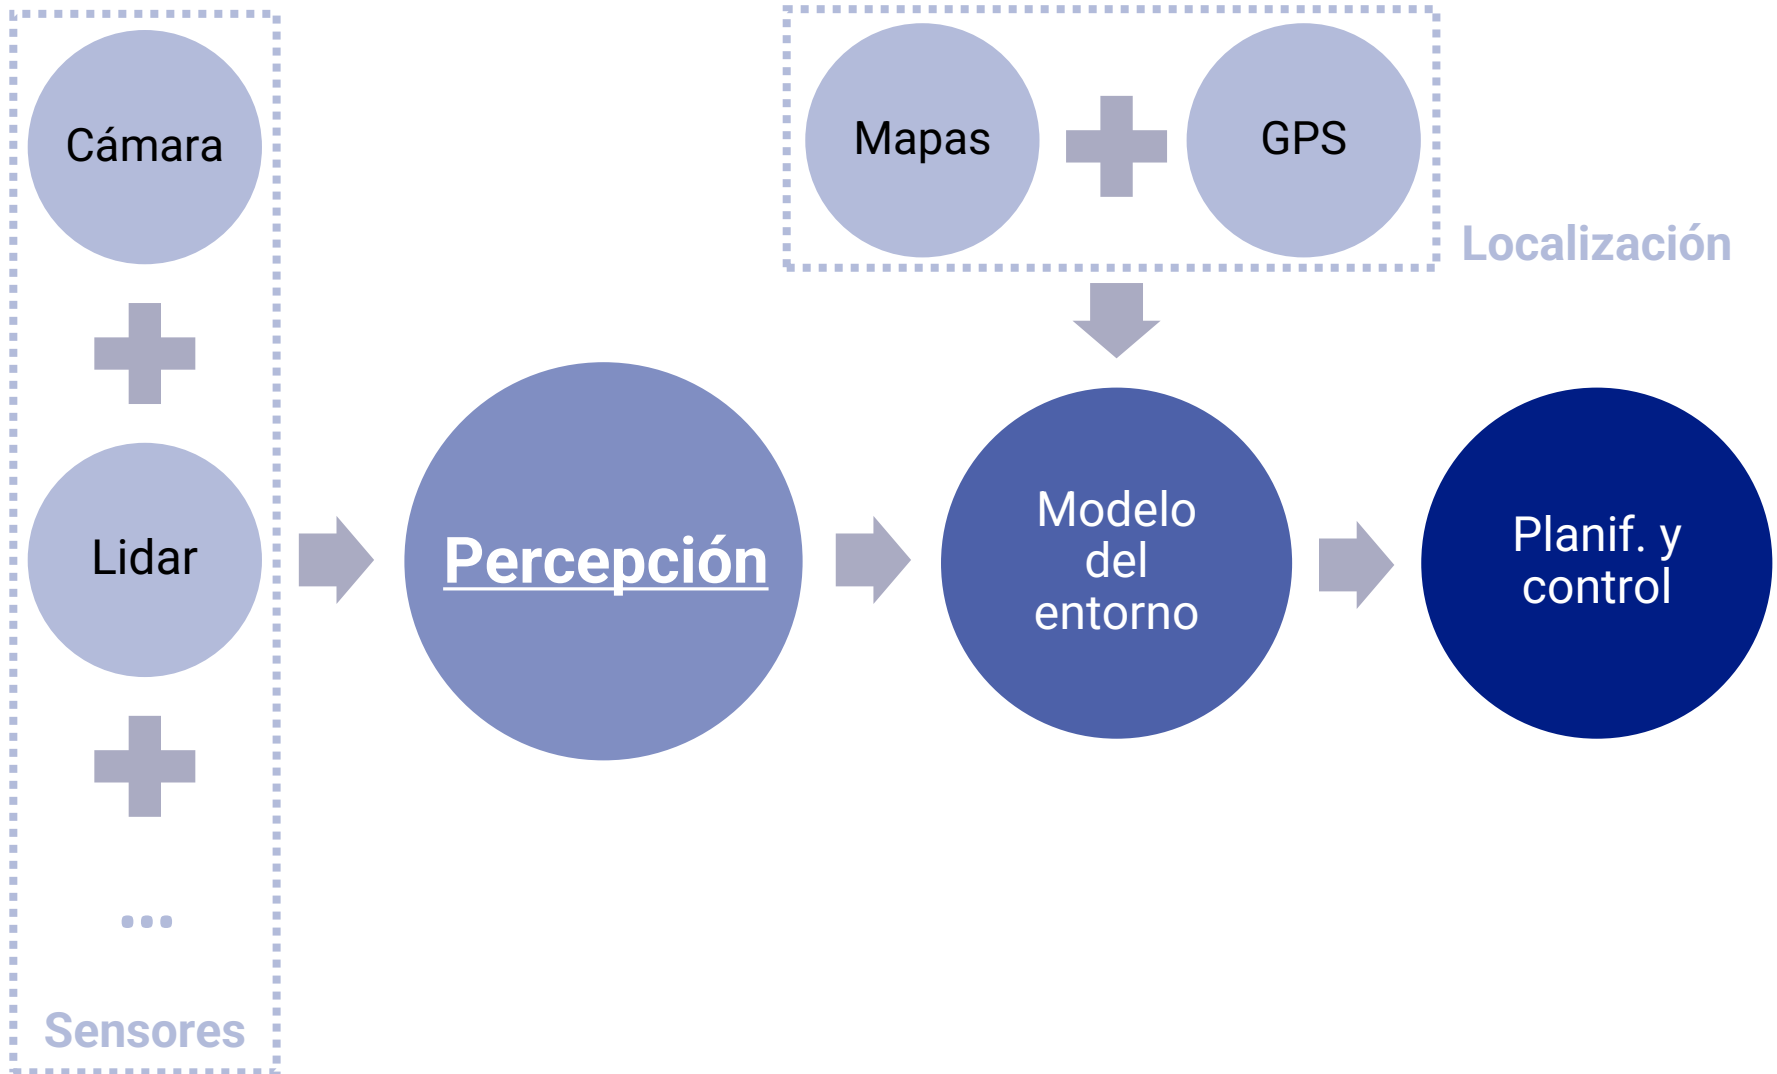 Cámara
Lidar
...
Sensores
Percepción
Mapas
GPS
Localización
Modelo
del
entorno
Planif. y
control